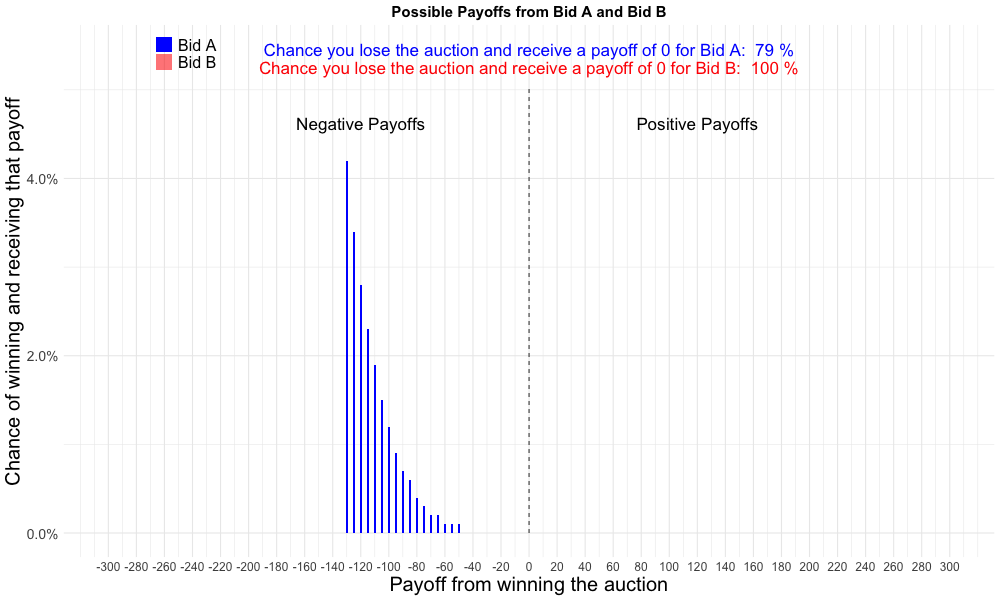 Possible Payoffs from Bid A and Bid B
Bid A
Bid B
Chance you lose the auction and receive a payoff of 0 for Bid A: 79 %
Chance you lose the auction and receive a payoff of 0 for Bid B: 100 %
Negative Payoffs
Positive Payoffs
Chance of winning and receiving that payoff
4.0%
2.0%
0.0%
-300 -280 -260 -240 -220 -200 -180 -160 -140 -120 -100 -80 -60 -40 -20 0 20 40 60 80 100 120 140 160 180 200 220 240 260 280 300
Payoff from winning the auction